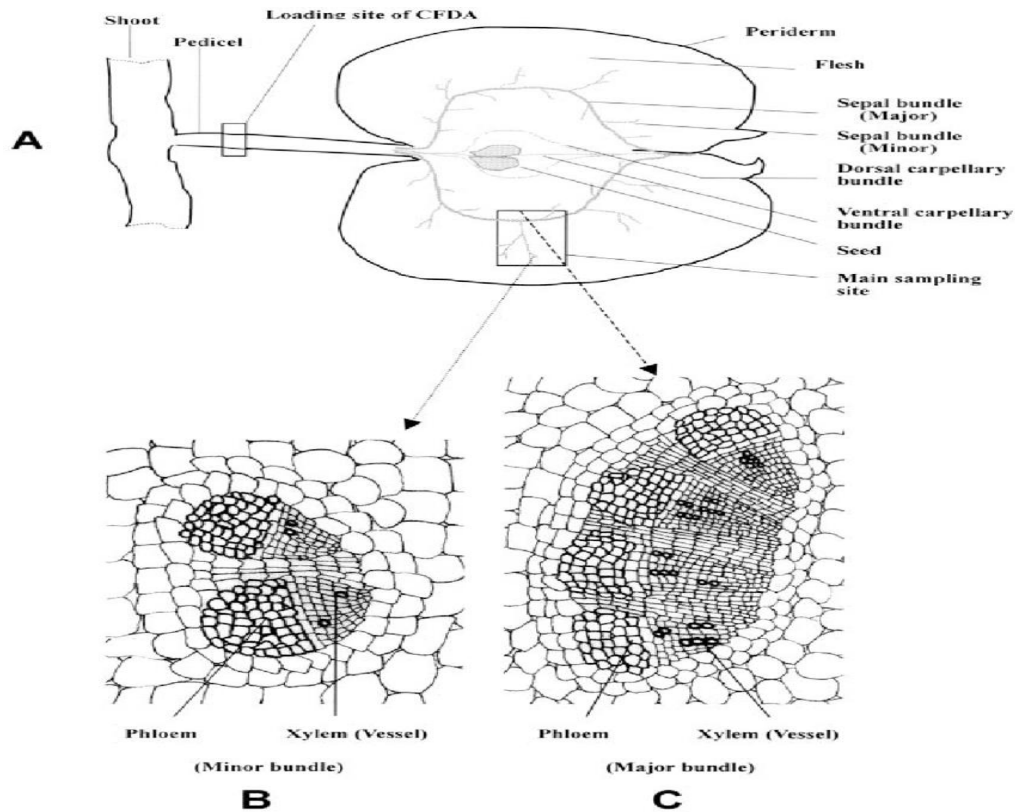 Shoot
Pedicel
Loading site of CFDA
Periderm
Flesh
Sepal bundle
(Major)
Sepal bundle
(Minor)
Dorsal carpellary
bundle
Ventral carpellary
bundle
Seed
Main sampling
site
A
Phloem
Xylem (Vessel)
(Minor bundle)
B
Phloem
Xylem (Vessel)
(Major bundle)
C